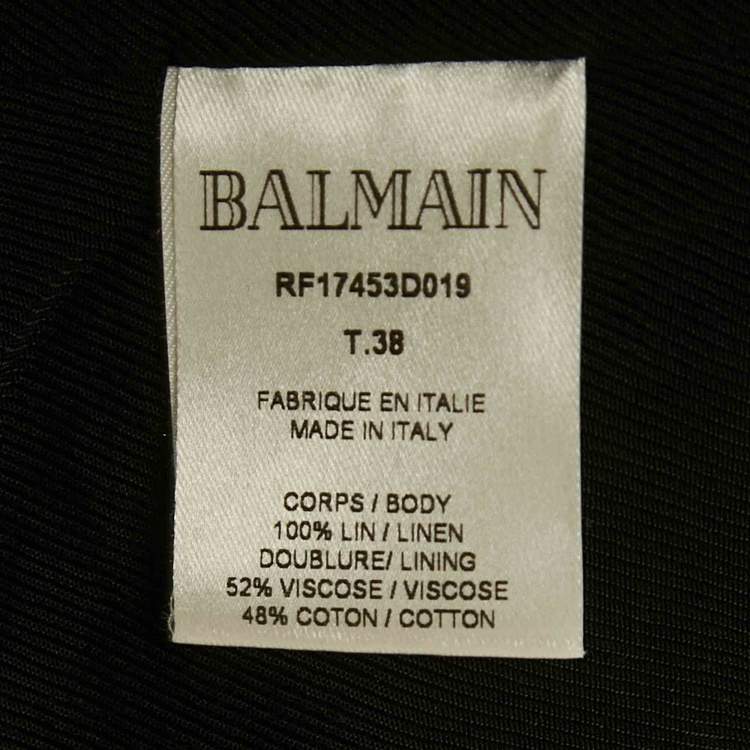 BALMAIN
RF17453D019
T.38
FABRIQUE EN ITALIE
MADE IN ITALY
CORPS / BODY
100% LIN / LINEN
DOUBLURE/ LINING
52% VISCOSE / VISCOSE
48% COTON / COTTON